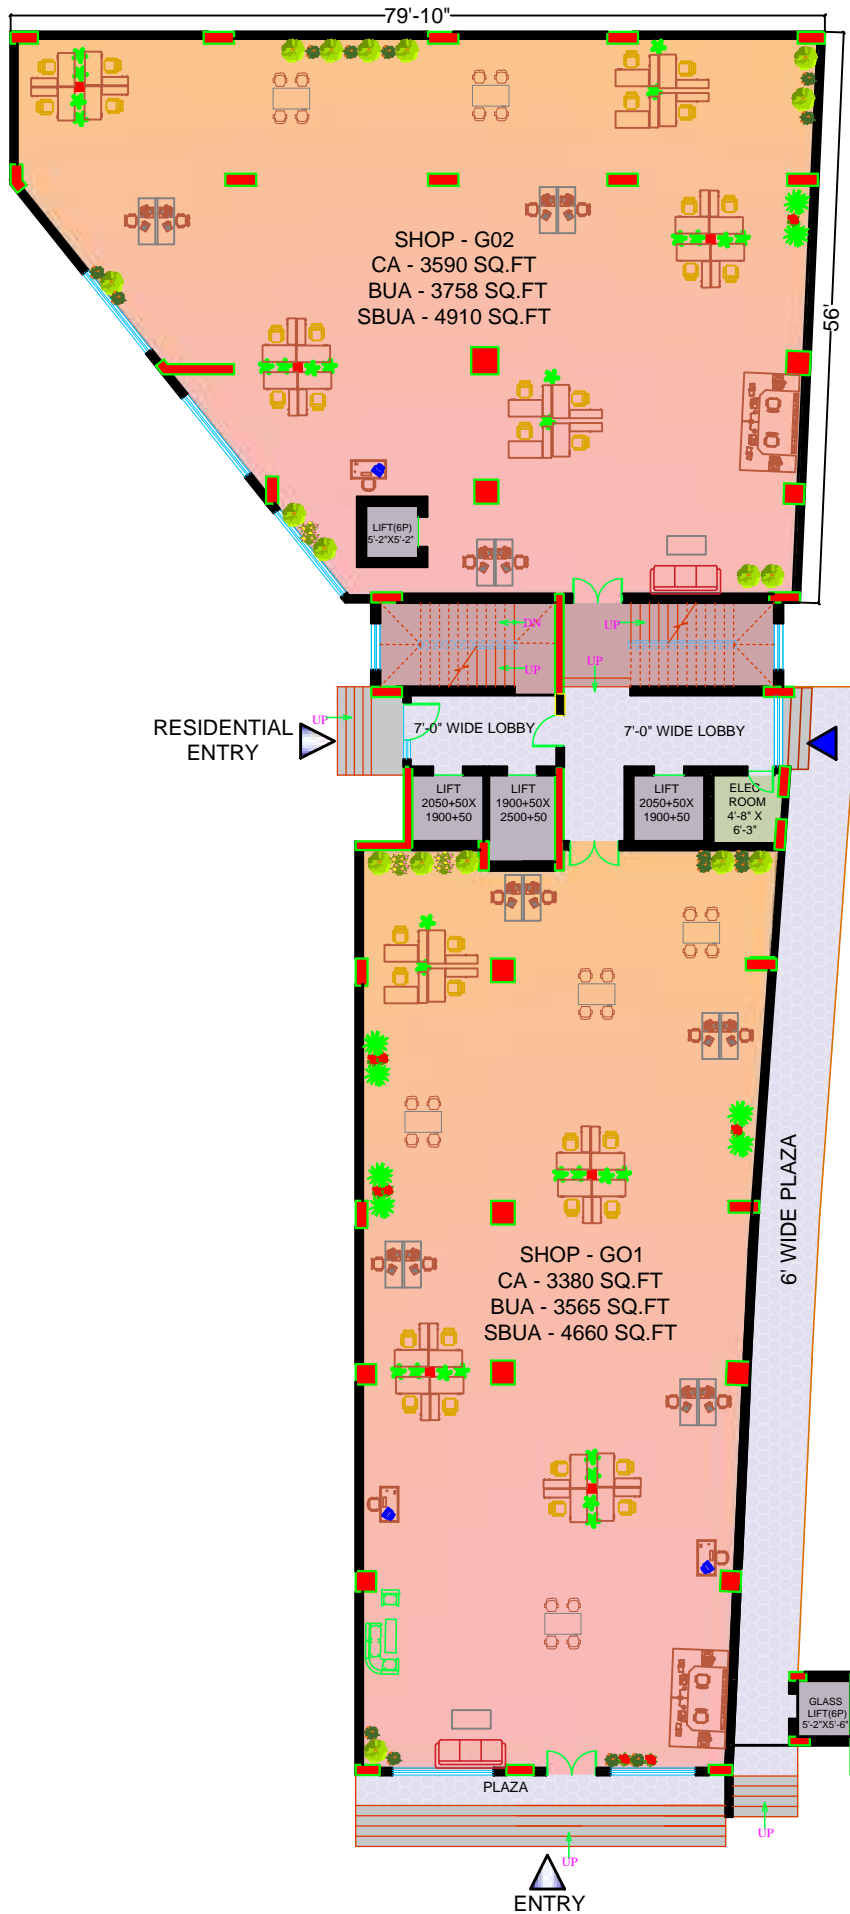 79'-10"
SHOP - G02
CA - 3590 SQ.FT
BUA - 3758 SQ.FT
SBUA - 4910 SQ.FT
56'
LIFT(6P)
5'-2"X5'-2"
DN
UP
UP
UP
UP
RESIDENTIAL
ENTRY
7'-0" WIDE LOBBY
7'-0" WIDE LOBBY
LIFT
2050+50X
1900+50
LIFT
1900+50X
2500+50
LIFT
2050+50X
1900+50
ELEC
ROOM
4'-8" X
6'-3"
6' WIDE PLAZA
SHOP - GO1
CA - 3380 SQ.FT
BUA - 3565 SQ.FT
SBUA - 4660 SQ.FT
GLASS
LIFT(6P)
5'-2"X5'-6"
PLAZA
UP
UP
ENTRY